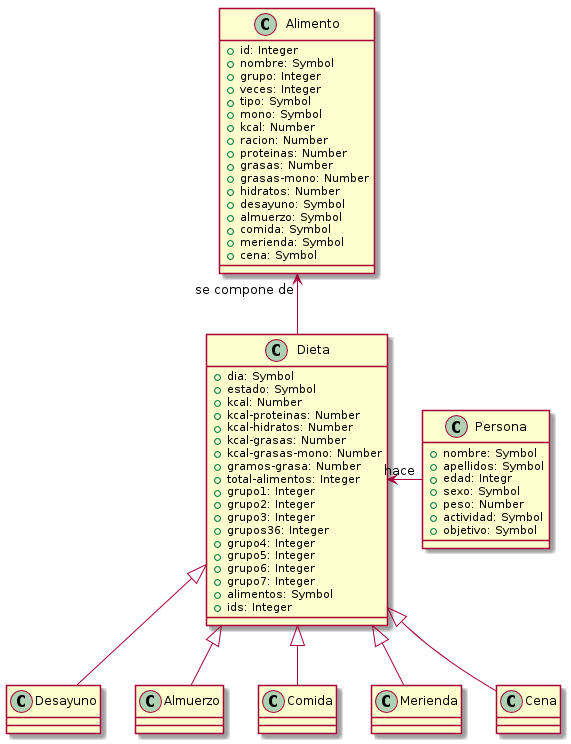 C Alimento
id: Integer
nombre: Symbol
grupo: Integer
veces: Integer
tipo: Symbol
mono: Symbol
kcal: Number
racion: Number
proteinas: Number
grasas: Number
grasas-mono: Number
hidratos: Number
desayuno: Symbol
almuerzo: Symbol
comida: Symbol
merienda: Symbol
cena: Symbol
se compone de
C Dieta
dia: Symbol
estado: Symbol
kcal: Number
kcal-proteinas: Number
kcal-hidratos: Number
kcal-grasas: Number
kcal-grasas-mono: Number
gramos-grasa: Number
total-alimentos: Integer
grupo1: Integer
grupo2: Integer
grupo3: Integer
grupos36: Integer
grupo4: Integer
grupo5: Integer
grupo6: Integer
grupo7: Integer
alimentos: Symbol
ids: Integer
hace
C Persona
nombre: Symbol
apellidos: Symbol
edad: Integr
sexo: Symbol
peso: Number
actividad: Symbol
objetivo: Symbol
C Desayuno
C Almuerzo
C Comida
C Merienda
C Cena